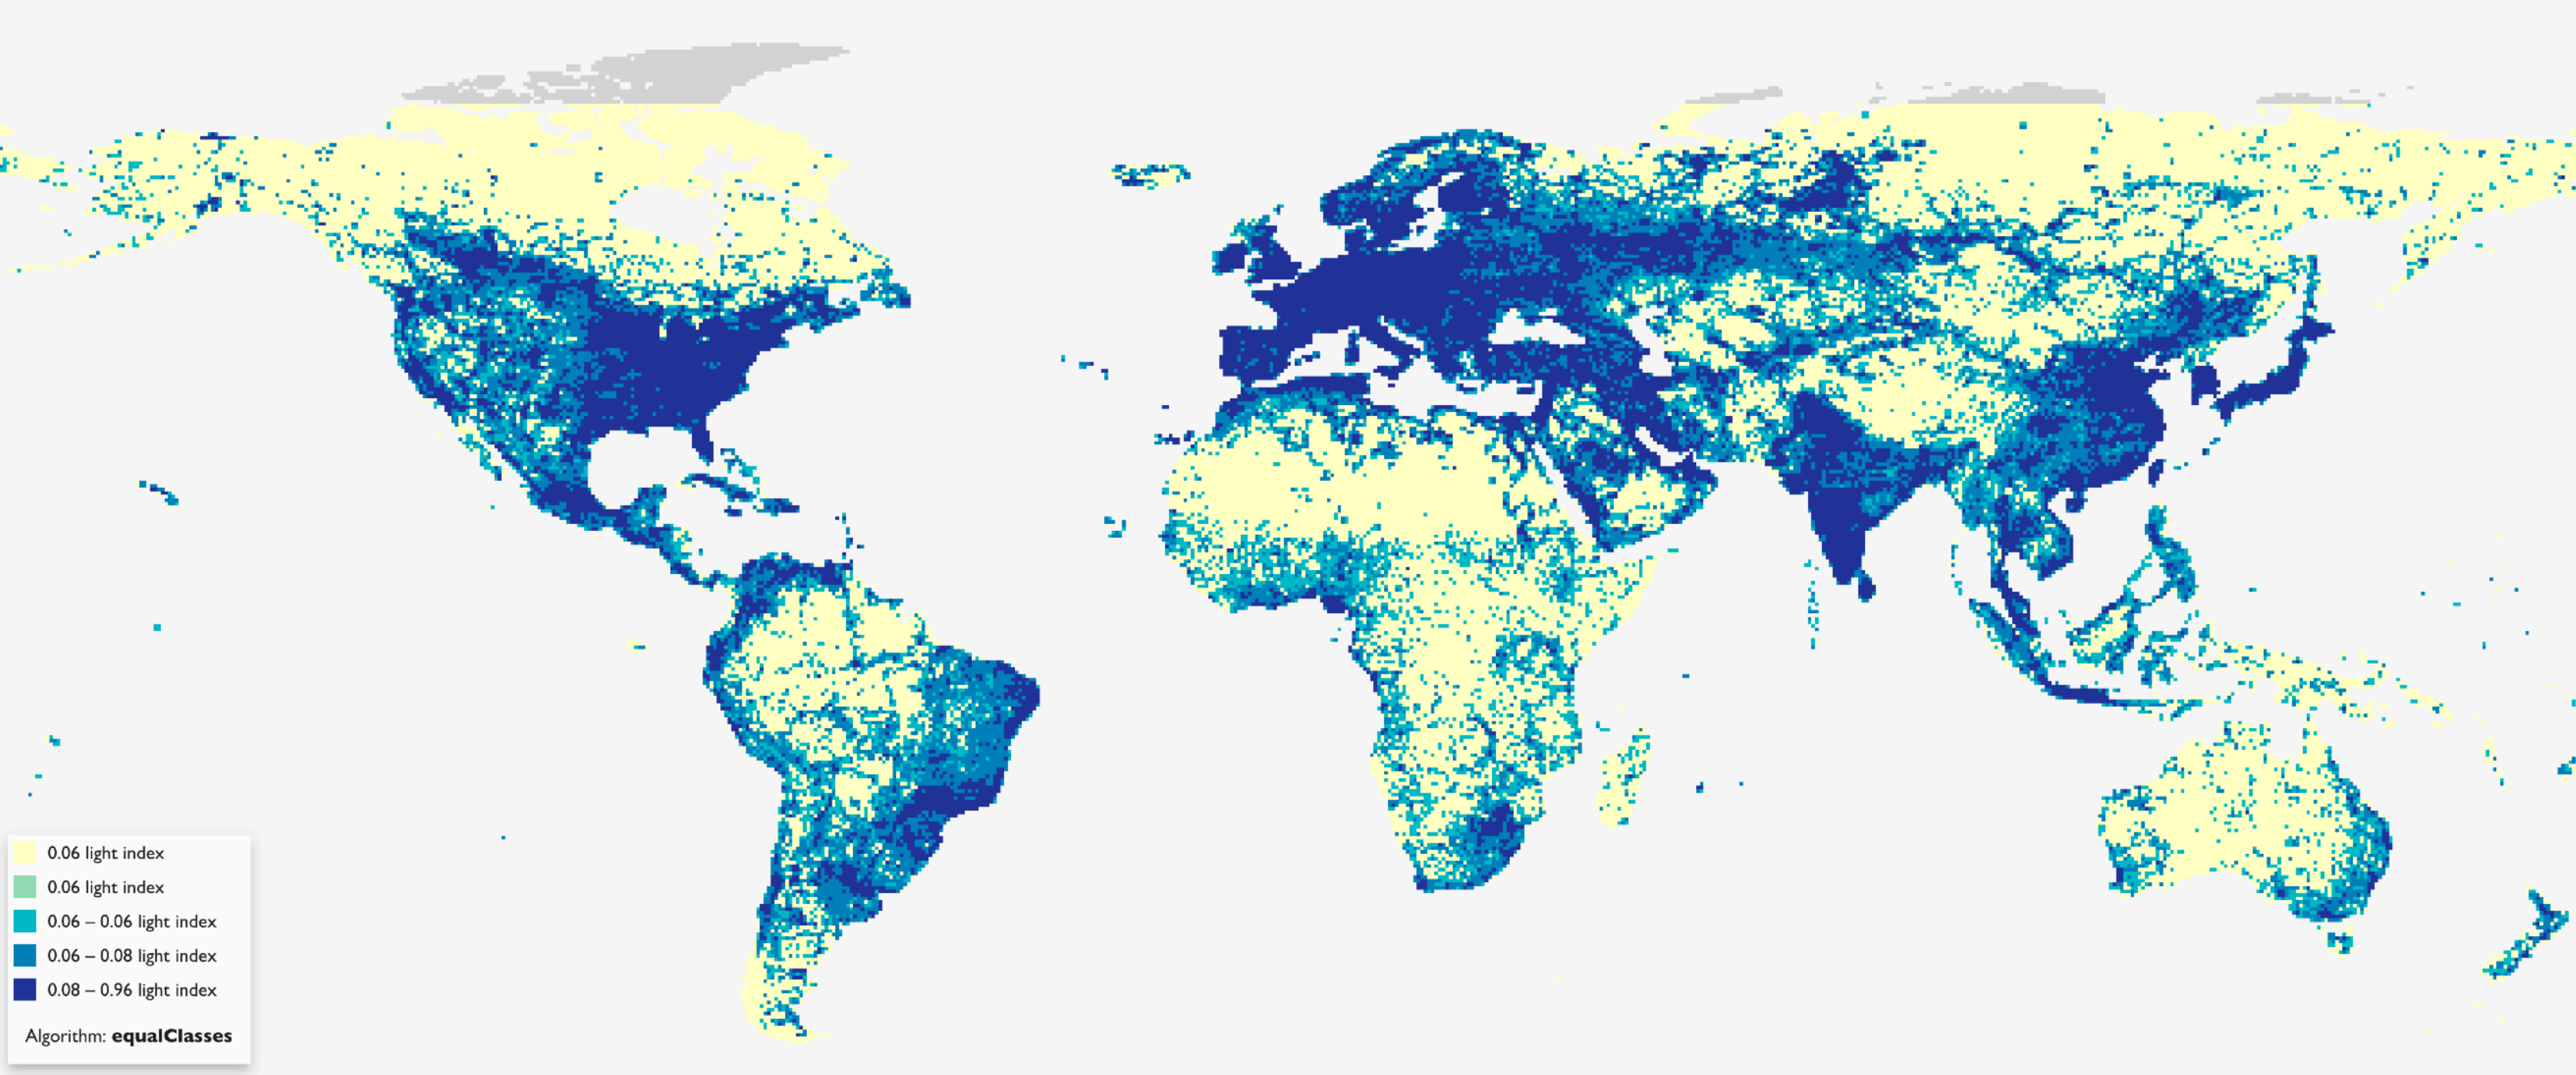 0.06 light index
0.06 light index
0.06 – 0.06 light index
0.06 – 0.08 light index
0.08 – 0.96 light index
Algorithm: equalClasses